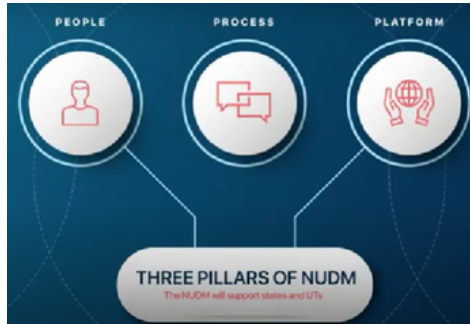 PEOPLE
PROCESS
PLATFORM
THREE PILLARS OF NUDM
The NUDM will support states and UTs